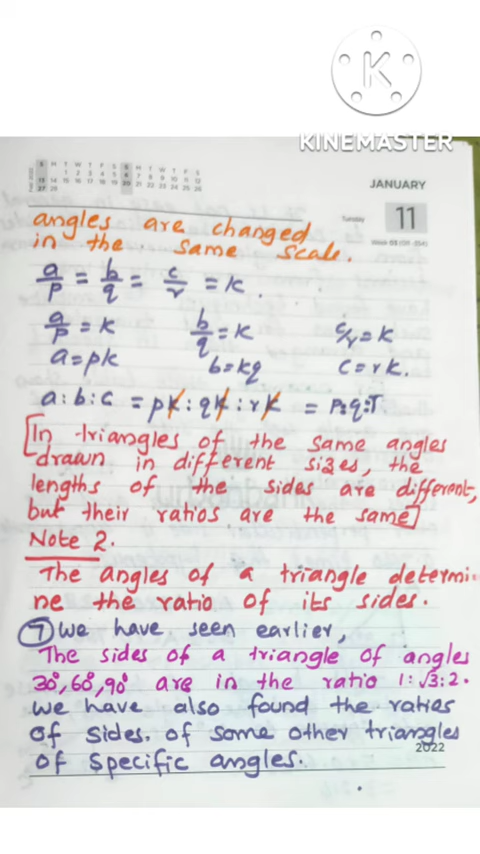 K
KINEMASTER
JANUARY
Tuesday
11
angles are changed
in the same scale.
a/p = b/q = c/r = k.
a/p = k b/q = k c/r = k
a = pk b = kq c = rk.
a : b : c = pk : qk : rk = P:q:T
[In triangles of the same angles
drawn in different sizes, the
lengths of the sides are different,
but their ratios are the same]
Note 2.
The angles of a triangle determi-
ne the ratio of its sides.
7 we have seen earlier,
The sides of a triangle of angles
30°, 60°, 90° are in the ratio 1:√3:2.
we have also found the ratios
of sides. of some other triangles
2022
of specific angles.